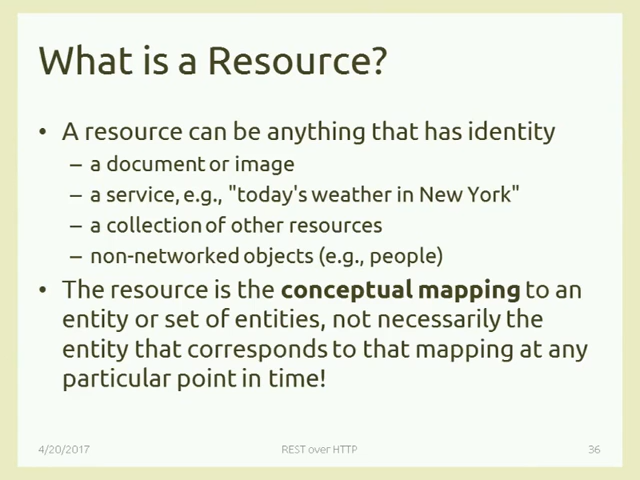 What is a Resource?
• A resource can be anything that has identity
– a document or image
– a service, e.g., "today's weather in New York"
– a collection of other resources
– non-networked objects (e.g., people)
• The resource is the conceptual mapping to an
entity or set of entities, not necessarily the
entity that corresponds to that mapping at any
particular point in time!
4/20/2017 REST over HTTP 36